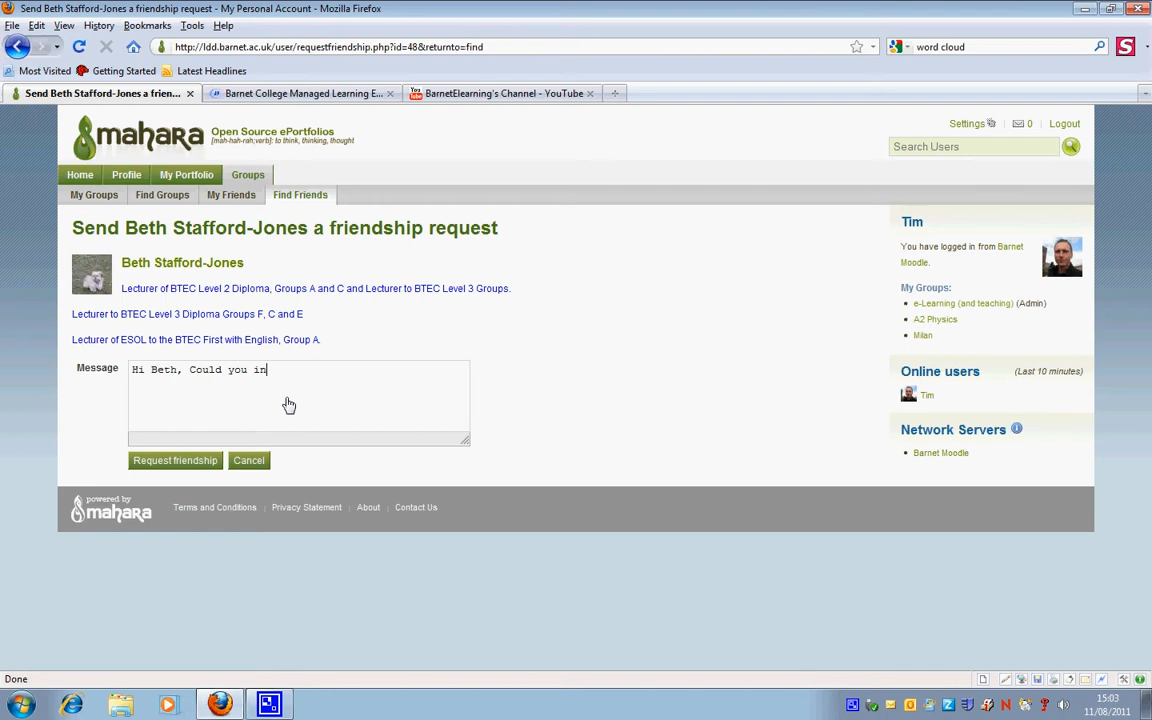 Send Beth Stafford-Jones a friendship request - My Personal Account - Mozilla Firefox
File Edit View History Bookmarks Tools Help
http://ldd.barnet.ac.uk/user/requestfriendship.php?id=48&returnto=find
word cloud
Most Visited Getting Started Latest Headlines
Send Beth Stafford-Jones a frien... Barnet College Managed Learning E... BarnetElearning's Channel - YouTube
mahara
Open Source ePortfolios
[mah-hah-rah;verb]: to think, thinking, thought
Settings 0 Logout
Search Users
Home Profile My Portfolio Groups
My Groups Find Groups My Friends Find Friends
Send Beth Stafford-Jones a friendship request
Beth Stafford-Jones
Lecturer of BTEC Level 2 Diploma, Groups A and C and Lecturer to BTEC Level 3 Groups.
Lecturer to BTEC Level 3 Diploma Groups F, C and E
Lecturer of ESOL to the BTEC First with English, Group A.
Message
Hi Beth, Could you in
Request friendship Cancel
Tim
You have logged in from Barnet
Moodle.
My Groups:
e-Learning (and teaching) (Admin)
A2 Physics
Milan
Online users (Last 10 minutes)
Tim
Network Servers
Barnet Moodle
powered by
mahara
Terms and Conditions | Privacy Statement | About | Contact Us
Done
15:03
11/08/2011